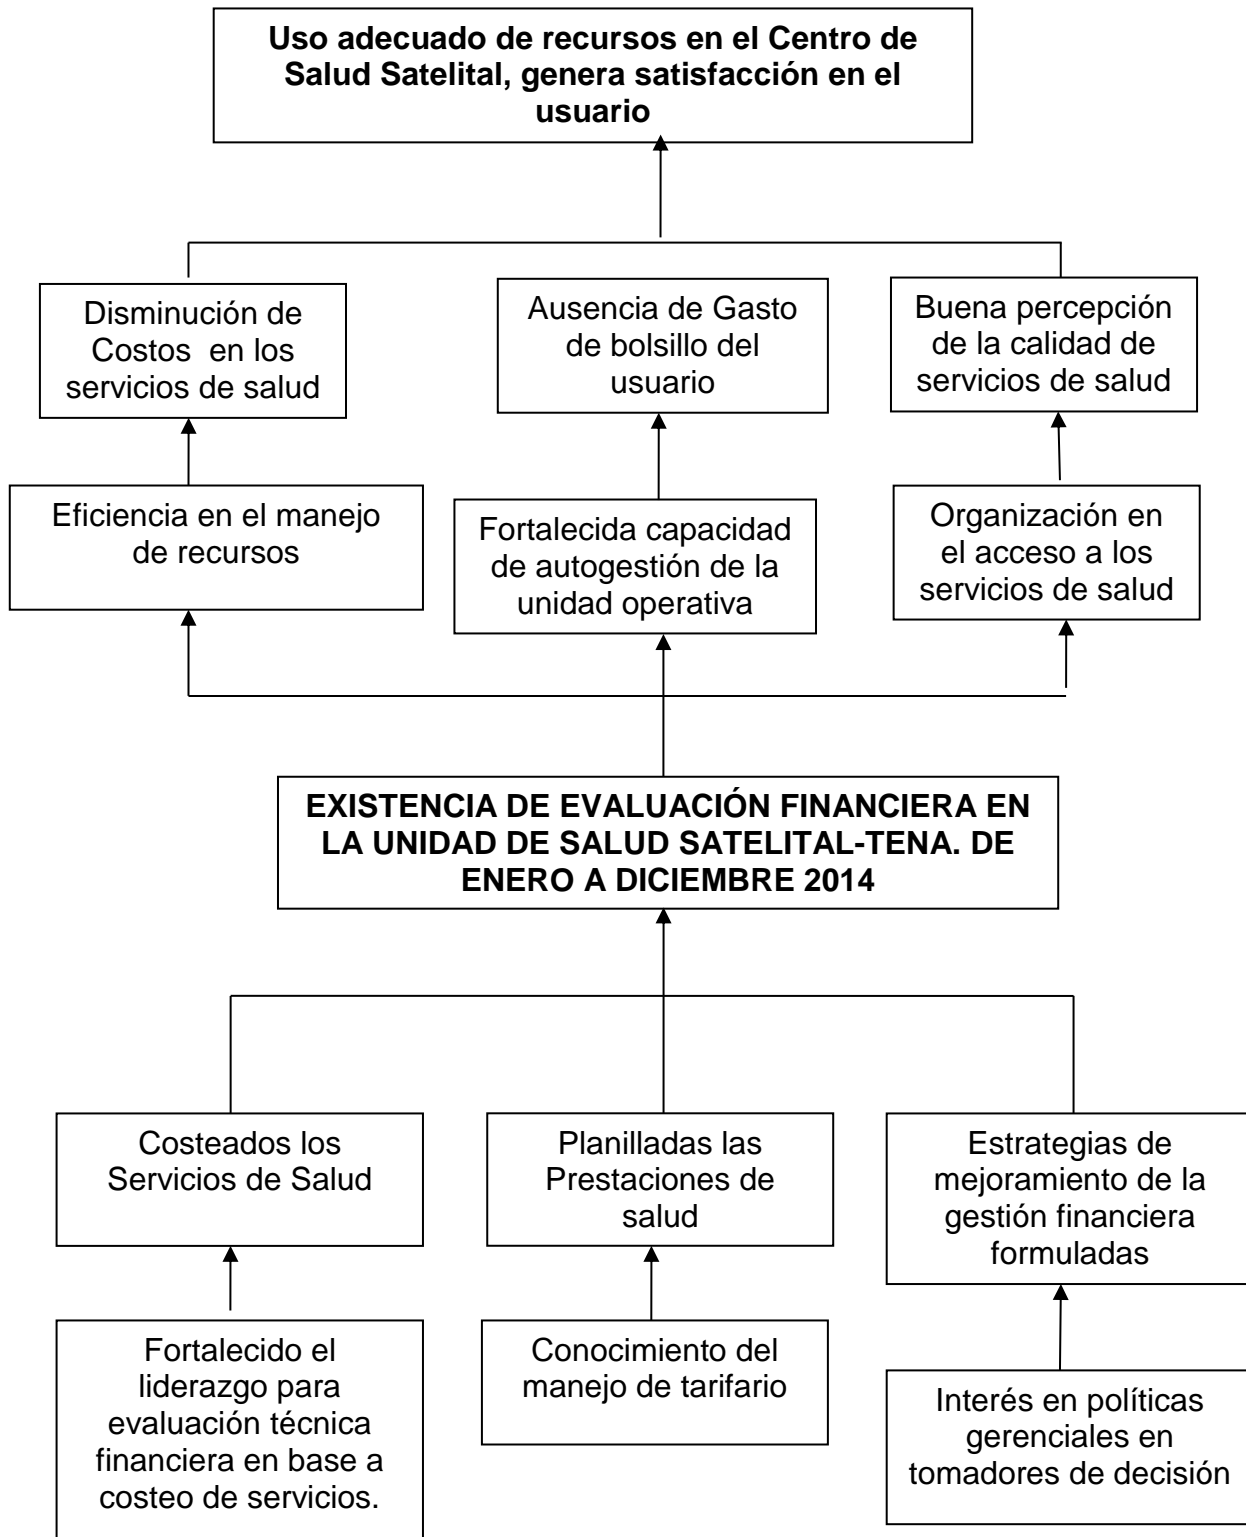 Uso adecuado de recursos en el Centro de
Salud Satelital, genera satisfacción en el
usuario
Disminución de
Costos en los
servicios de salud
Ausencia de Gasto
de bolsillo del
usuario
Buena percepción
de la calidad de
servicios de salud
Eficiencia en el manejo
de recursos
Fortalecida capacidad
de autogestión de la
unidad operativa
Organización en
el acceso a los
servicios de salud
EXISTENCIA DE EVALUACIÓN FINANCIERA EN
LA UNIDAD DE SALUD SATELITAL-TENA. DE
ENERO A DICIEMBRE 2014
Costeados los
Servicios de Salud
Planilladas las
Prestaciones de
salud
Estrategias de
mejoramiento de la
gestión financiera
formuladas
Fortalecido el
liderazgo para
evaluación técnica
financiera en base a
costeo de servicios.
Conocimiento del
manejo de tarifario
Interés en políticas
gerenciales en
tomadores de decisión